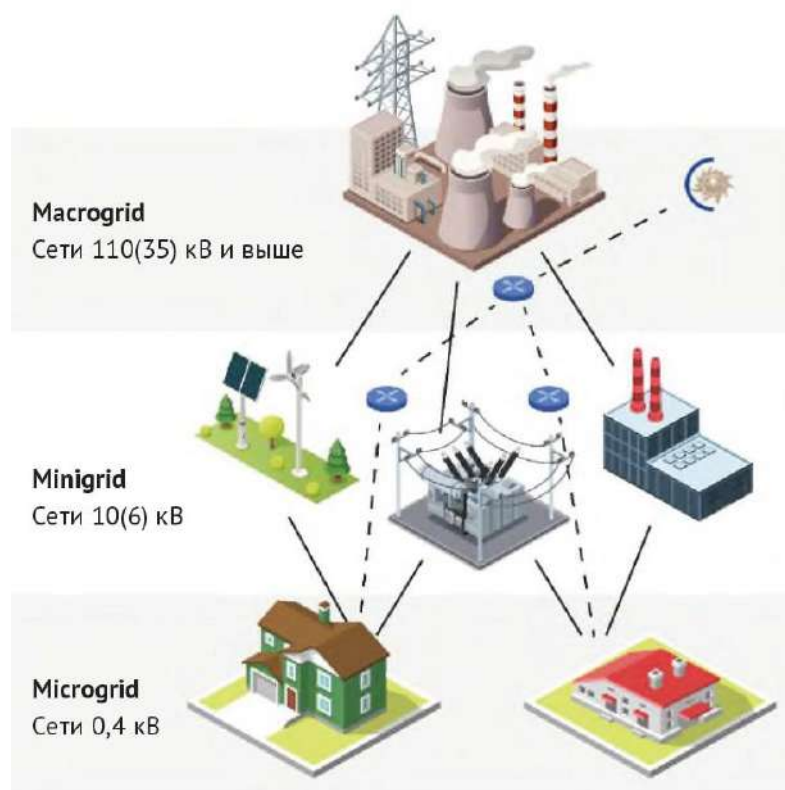 Macrogrid
Сети 110(35) кВ и выше
Minigrid
Сети 10(6) кВ
Microgrid
Сети 0,4 кВ